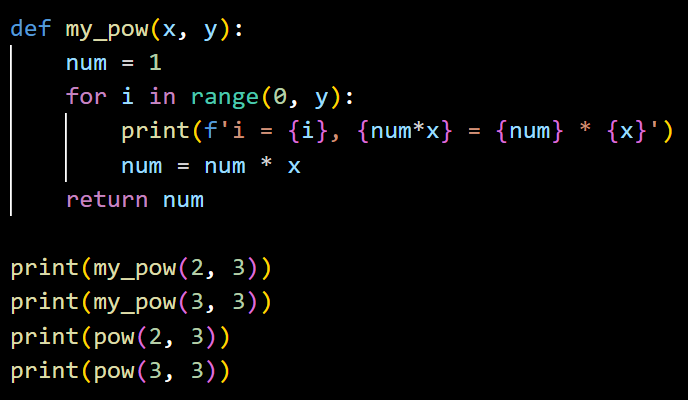 def my_pow(x, y):
    num = 1
    for i in range(0, y):
        print(f'i = {i}, {num*x} = {num} * {x}')
        num = num * x
    return num

print(my_pow(2, 3))
print(my_pow(3, 3))
print(pow(2, 3))
print(pow(3, 3))